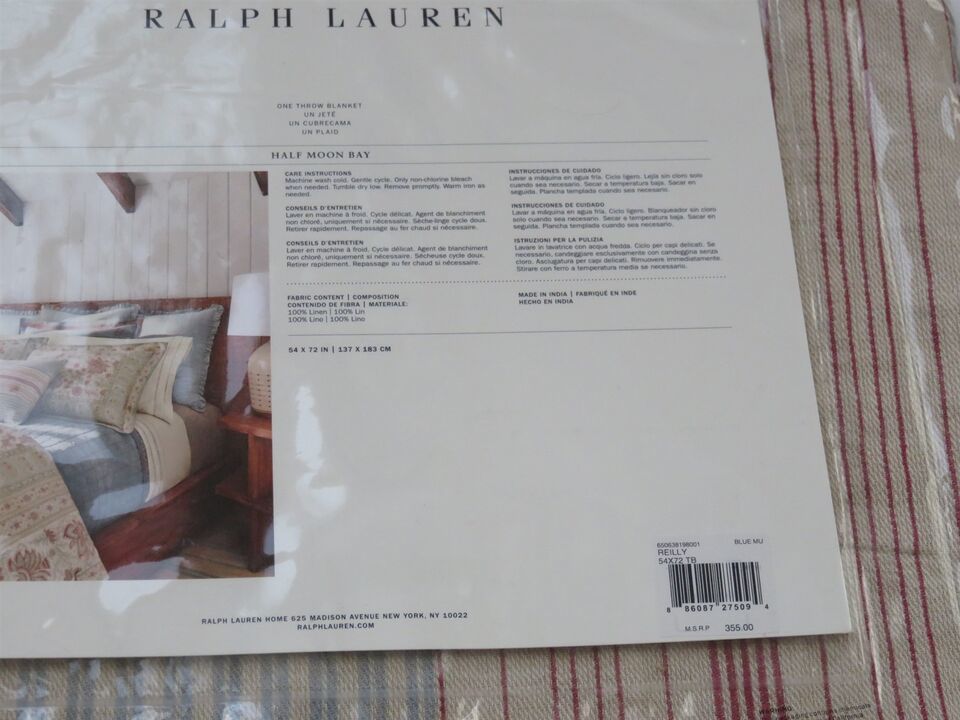 RALPH LAUREN
ONE THROW BLANKET
UN JETÉ
UN CUBRECAMA
UN PLAID
HALF MOON BAY
CARE INSTRUCTIONS
Machine wash cold. Gentle cycle. Only non-chlorine bleach
when needed. Tumble dry low. Remove promptly. Warm iron as
needed.
CONSEILS D'ENTRETIEN
Laver en machine à froid. Cycle délicat. Agent de blanchiment
non chloré, uniquement si nécessaire. Sèche-linge cycle doux.
Retirer rapidement. Repassage au fer chaud si nécessaire.
CONSEILS D'ENTRETIEN
Laver en machine à froid. Cycle délicat. Agent de blanchiment
non chloré, uniquement si nécessaire. Sécheuse cycle doux.
Retirer rapidement. Repassage au fer chaud si nécessaire.
INSTRUCCIONES DE CUIDADO
Lavar a máquina en agua fría. Ciclo ligero. Lejía sin cloro solo
cuando sea necesario. Secar a temperatura baja. Sacar en
seguida. Plancha templada cuando sea necesario.
INSTRUCCIONES DE CUIDADO
Lavar a máquina en agua fría. Ciclo ligero. Blanqueador sin cloro
cuando sea necesario. Secar a temperatura baja. Sacar en
seguida. Plancha templada cuando sea necesario.
ISTRUZIONI PER LA PULIZIA
Lavare in lavatrice con acqua fredda. Ciclo per capi delicati. Se
necessario, candeggiare esclusivamente con candeggina senza
cloro. Asciugatura per capi delicati. Rimuovere immediatamente.
Stirare con ferro a temperatura media se necessario.
FABRIC CONTENT | COMPOSITION
CONTENIDO DE FIBRA | MATERIALE:
100% Linen | 100% Lin
100% Lino | 100% Lino
MADE IN INDIA | FABRIQUÉ EN INDE
HECHO EN INDIA
54 X 72 IN | 137 X 183 CM
650638198001 BLUE MU
REILLY
54X72 TB
8 86087 27509 4
M.S.R.P 355.00
RALPH LAUREN HOME 625 MADISON AVENUE NEW YORK, NY 10022
RALPHLAUREN.COM
WARNING